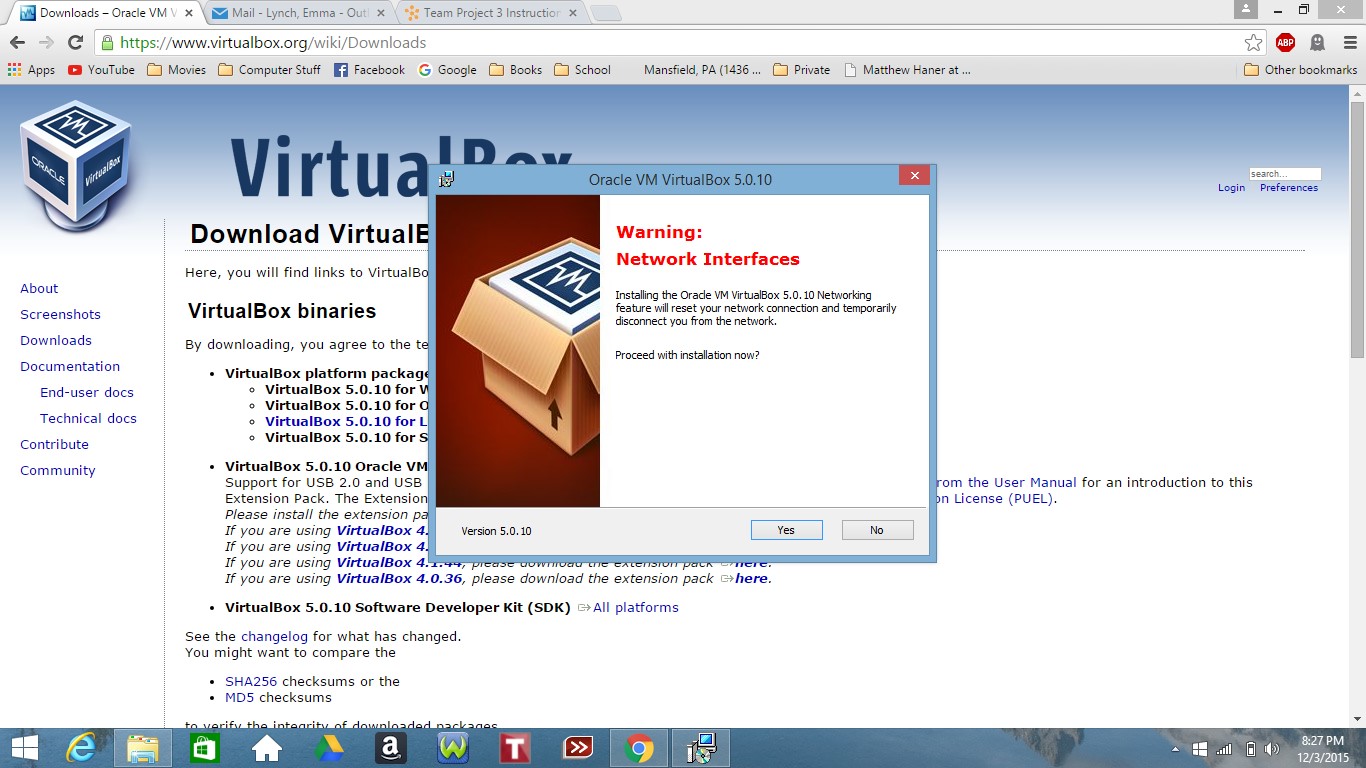 Downloads – Oracle VM V
Mail - Lynch, Emma - Outl
Team Project 3 Instruction
https://www.virtualbox.org/wiki/Downloads
ABP
Apps
YouTube
Movies
Computer Stuff
Facebook
Google
Books
School
Mansfield, PA (1436 ...
Private
Matthew Haner at ...
Other bookmarks
ORACLE
VirtualBox
VirtualBox
search...
Login
Preferences
About
Screenshots
Downloads
Documentation
End-user docs
Technical docs
Contribute
Community
Download VirtualB
Here, you will find links to VirtualBo
VirtualBox binaries
By downloading, you agree to the te
VirtualBox platform package
VirtualBox 5.0.10 for W
VirtualBox 5.0.10 for O
VirtualBox 5.0.10 for L
VirtualBox 5.0.10 for S
VirtualBox 5.0.10 Oracle VM
Support for USB 2.0 and USB
rom the User Manual for an introduction to this
Extension Pack. The Extension
on License (PUEL).
Please install the extension pa
If you are using VirtualBox 4.
If you are using VirtualBox 4.
If you are using VirtualBox 4.1.44, please download the extension pack here.
If you are using VirtualBox 4.0.36, please download the extension pack here.
VirtualBox 5.0.10 Software Developer Kit (SDK) All platforms
See the changelog for what has changed.
You might want to compare the
SHA256 checksums or the
MD5 checksums
to verify the integrity of downloaded packages.
Oracle VM VirtualBox 5.0.10
Warning:
Network Interfaces
Installing the Oracle VM VirtualBox 5.0.10 Networking
feature will reset your network connection and temporarily
disconnect you from the network.
Proceed with installation now?
Version 5.0.10
Yes
No
8:27 PM
12/3/2015